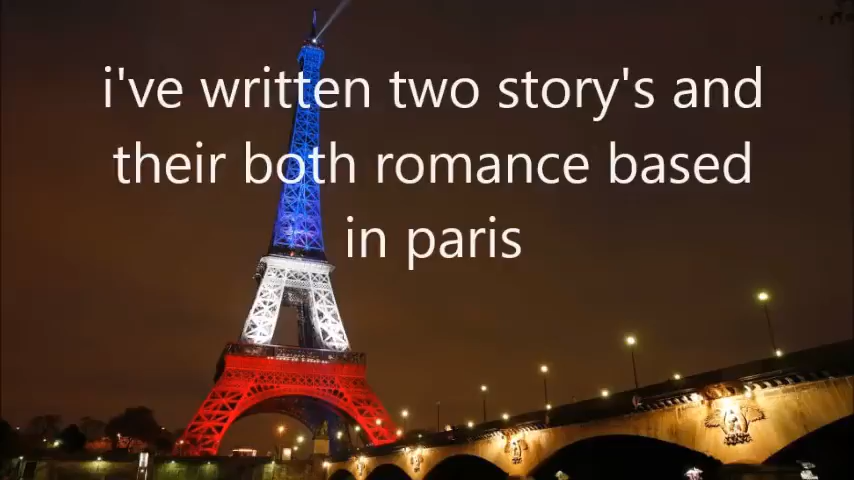 i've written two story's and
their both romance based
in paris